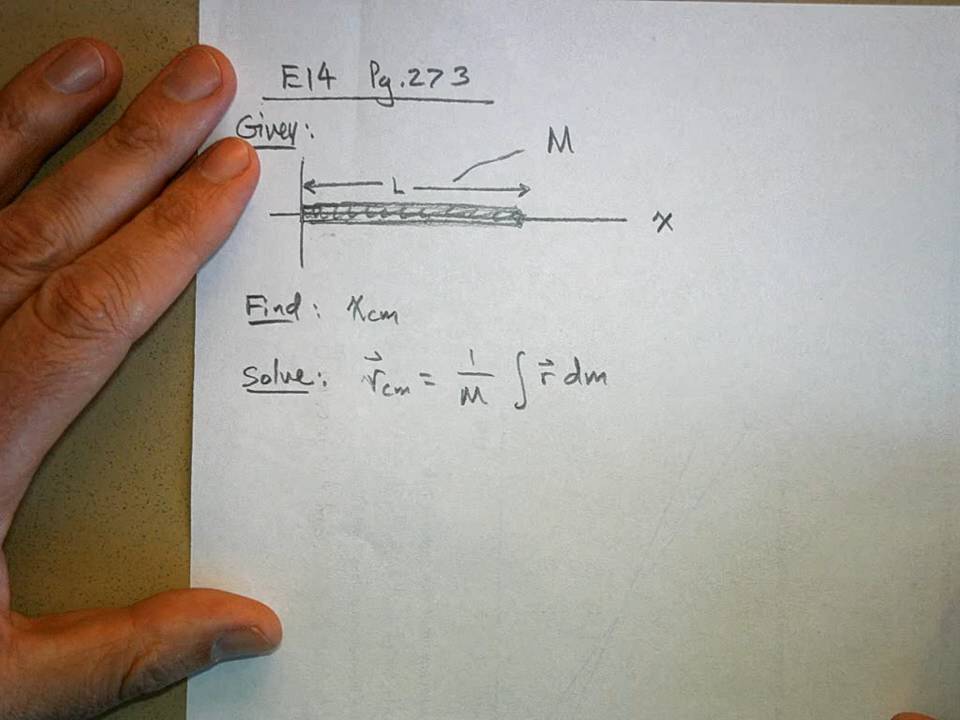 E14 Pg.273
Given:
M
L
x
Find: xcm
Solve: r⃗cm = 1/M ∫ r⃗ dm